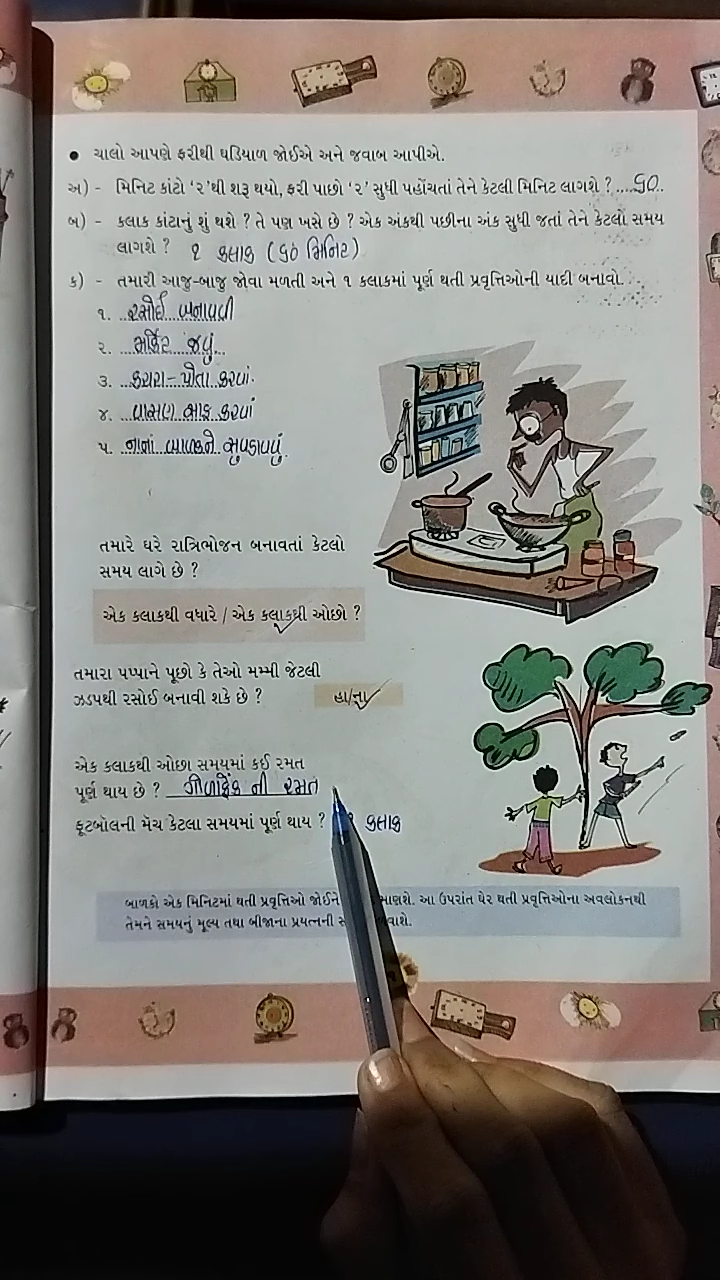 ● ચાલો આપણે ફરીથી ઘડિયાળ જોઈએ અને જવાબ આપીએ.
અ) - મિનિટ કાંટો '૨'થી શરૂ થયો, ફરી પાછો '૨' સુધી પહોંચતાં તેને કેટલી મિનિટ લાગશે ?....૬૦..
બ) - કલાક કાંટાનું શું થશે ? તે પણ ખસે છે ? એક અંકથી પછીના અંક સુધી જતાં તેને કેટલો સમય
લાગશે ? ૧ કલાક (૬૦ મિનિટ)
ક) - તમારી આજુ-બાજુ જોવા મળતી અને ૧ કલાકમાં પૂર્ણ થતી પ્રવૃત્તિઓની યાદી બનાવો.
૧. રસોઈ બનાવવી
૨. માર્કેટ જવું
૩. કચરા-પોતા કરવાં.
૪. વાસણ સાફ કરવાં
૫. નાનાં બાળકને સુવડાવવું.
તમારે ઘરે રાત્રિભોજન બનાવતાં કેટલો
સમય લાગે છે ?
એક કલાકથી વધારે / એક કલાકથી ઓછો ?
તમારા પપ્પાને પૂછો કે તેઓ મમ્મી જેટલી
ઝડપથી રસોઈ બનાવી શકે છે ? હા/ના
એક કલાકથી ઓછા સમયમાં કઈ રમત
પૂર્ણ થાય છે ? ગોળાફેંક ની રમત
ફૂટબૉલની મૅચ કેટલા સમયમાં પૂર્ણ થાય ? કલાક
બાળકો એક મિનિટમાં થતી પ્રવૃત્તિઓ જોઈને માણશે. આ ઉપરાંત ઘેર થતી પ્રવૃત્તિઓના અવલોકનથી
તેમને સમયનું મૂલ્ય તથા બીજાના પ્રયત્નની